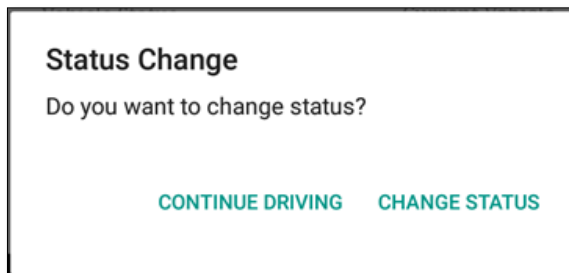 Status Change
Do you want to change status?
CONTINUE DRIVING CHANGE STATUS